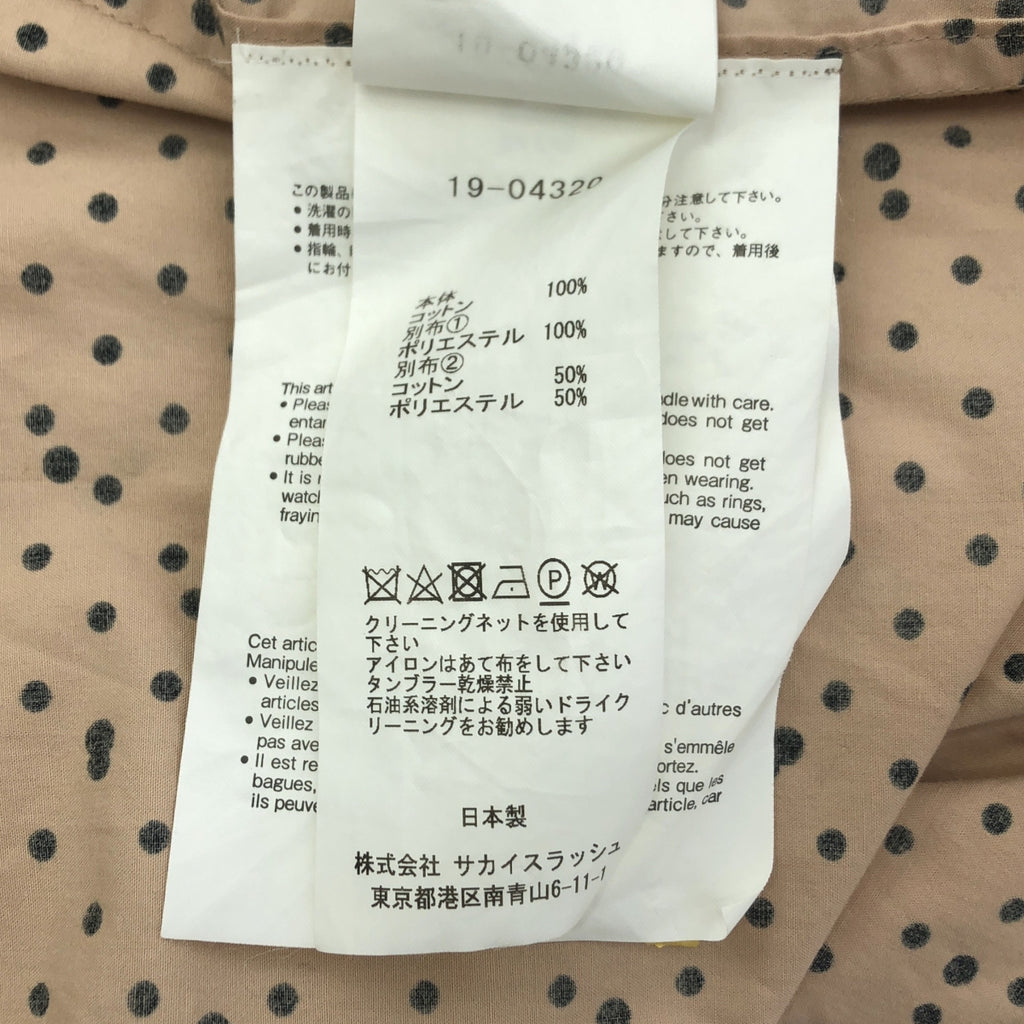 19-04320
この製品
• 洗濯の
• 着用時
• 指輪、
にお付
分注意して下さい。
さい。
して下さい。
ますので、着用後
本体
コットン 100%
別布①
ポリエステル 100%
別布②
コットン 50%
ポリエステル 50%
This art
• Pleas
entar
• Pleas
rubbe
• It is
watch
frayin
dle with care.
does not get
does not get
en wearing.
uch as rings,
may cause
P
W
クリーニングネットを使用して
下さい
アイロンはあて布をして下さい
タンブラー乾燥禁止
石油系溶剤による弱いドライク
リーニングをお勧めします
Cet artic
Manipule
• Veillez
articles
• Veillez
pas ave
• Il est re
bagues,
ils peuve
c d'autres
s'emmêle
ortez.
els que les
article, car
日本製
株式会社 サカイスラッシュ
東京都港区南青山6-11-1